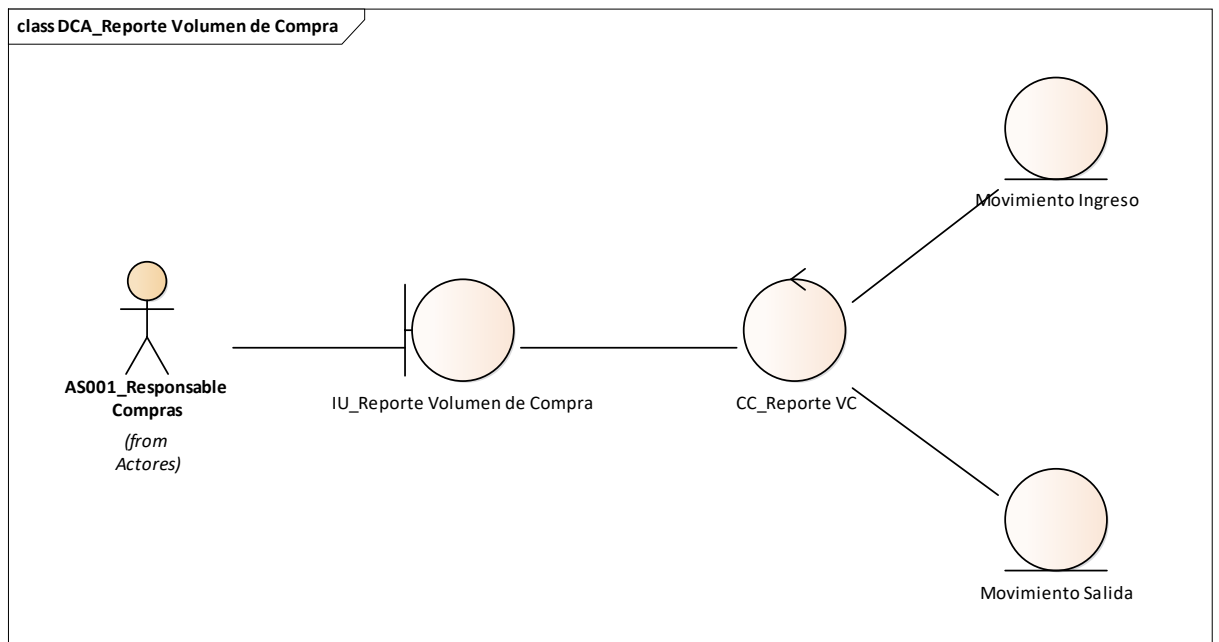 class DCA_Reporte Volumen de Compra
Movimiento Ingreso
AS001_Responsable
Compras
(from
Actores)
IU_Reporte Volumen de Compra
CC_Reporte VC
Movimiento Salida